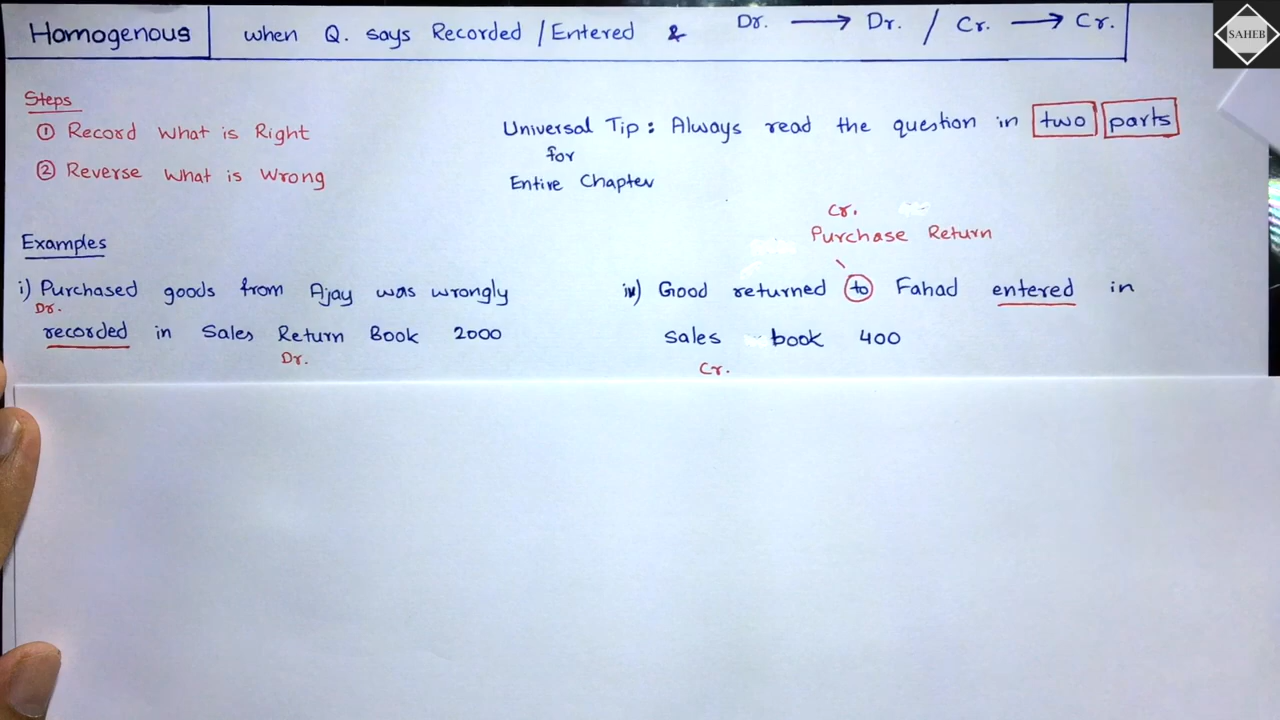 Homogenous when Q. says Recorded / Entered & Dr. → Dr. / Cr. → Cr.
SAHEB
Steps
① Record what is Right
② Reverse what is wrong
Universal Tip : Always read the question in two parts
for
Entire Chapter
Examples
i) Purchased goods from Ajay was wrongly
Dr.
recorded in Sales Return Book 2000
Dr.
Cr.
Purchase Return
iv) Good returned to Fahad entered in
sales book 400
Cr.